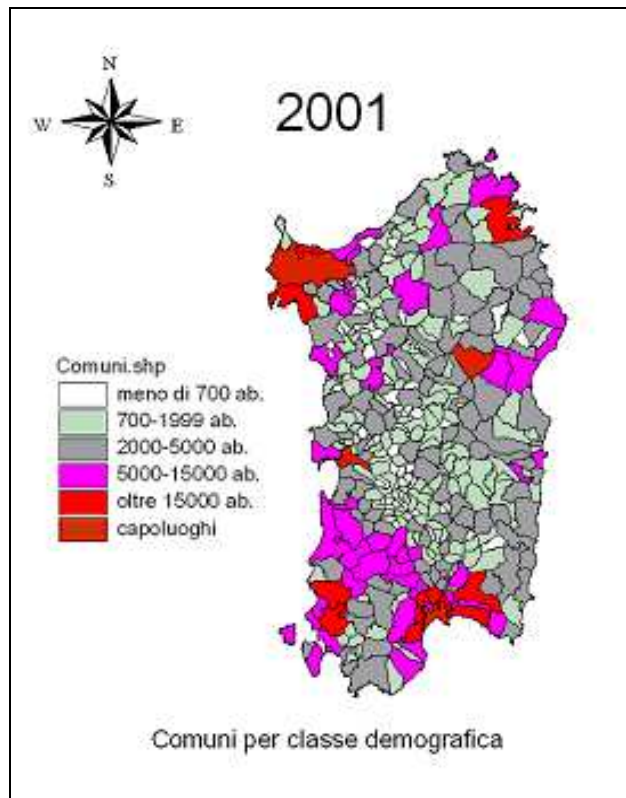 N
W E
S
2001
Comuni.shp
meno di 700 ab.
700-1999 ab.
2000-5000 ab.
5000-15000 ab.
oltre 15000 ab.
capoluoghi
Comuni per classe demografica